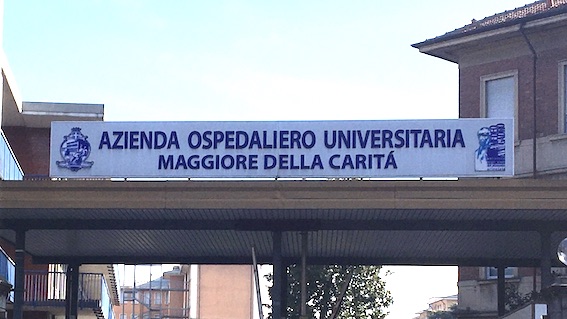 AZIENDA OSPEDALIERO UNIVERSITARIA
MAGGIORE DELLA CARITÁ